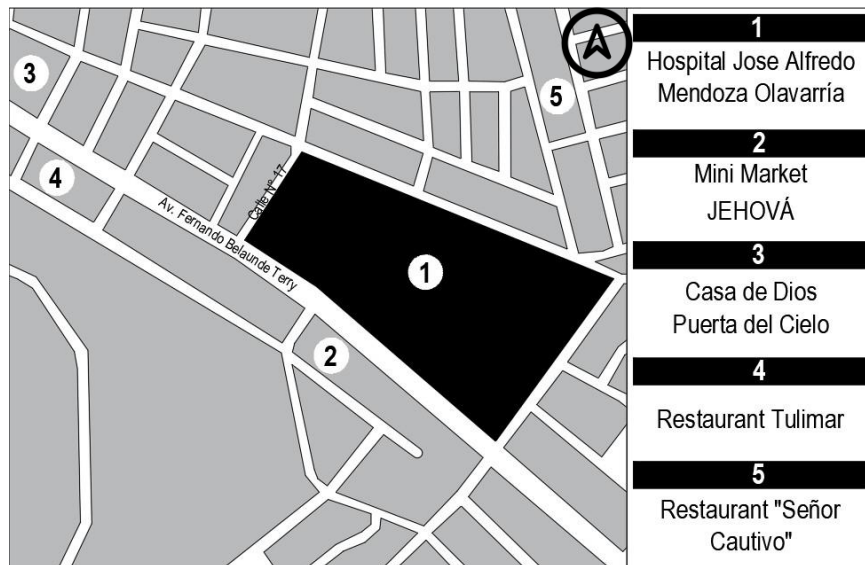 3
4
5
1
2
Calle N° 17
Av. Fernando Belaunde Terry
1
Hospital Jose Alfredo
Mendoza Olavarría
2
Mini Market
JEHOVÁ
3
Casa de Dios
Puerta del Cielo
4
Restaurant Tulimar
5
Restaurant "Señor
Cautivo"